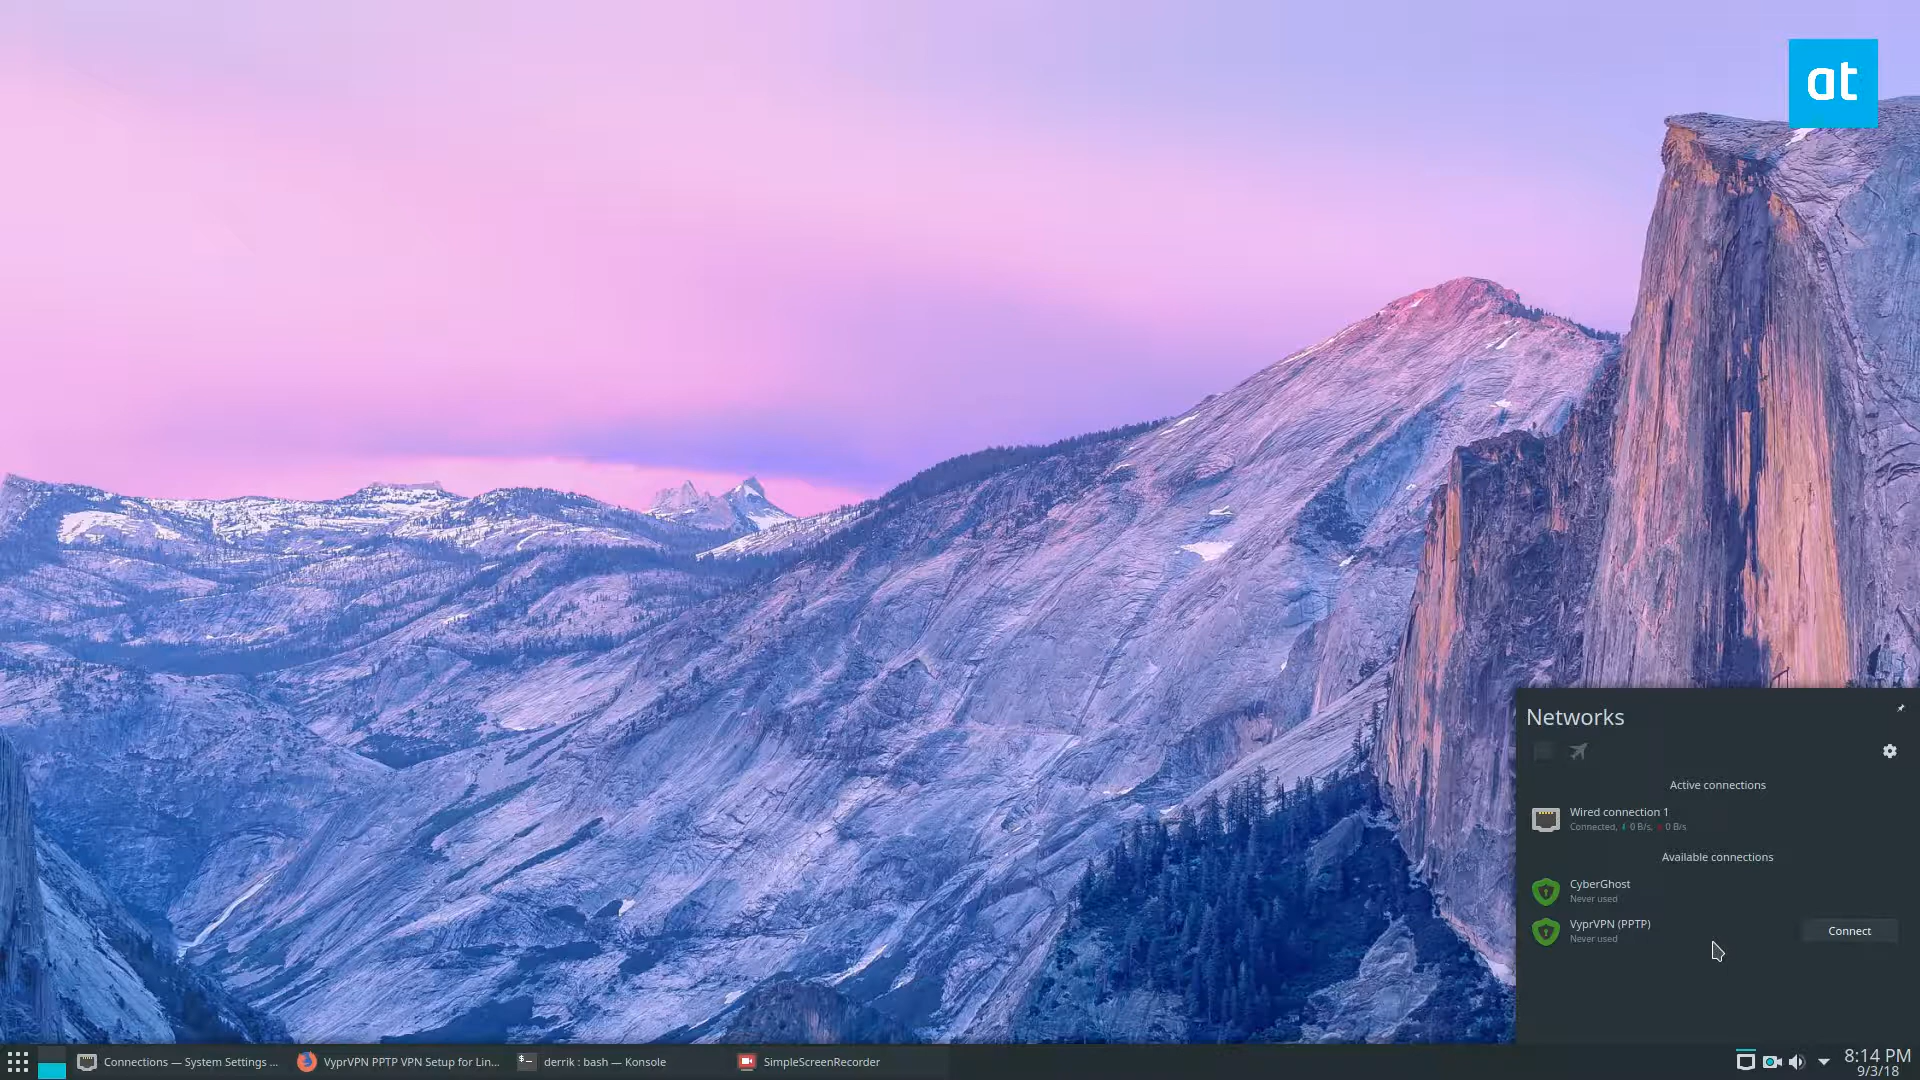 at
Networks
Active connections
Wired connection 1
Connected, 0 B/s, 0 B/s
Available connections
CyberGhost
Never used
VyprVPN (PPTP)
Never used
Connect
Connections — System Settings ...
VyprVPN PPTP VPN Setup for Lin...
derrik : bash — Konsole
SimpleScreenRecorder
8:14 PM
9/3/18